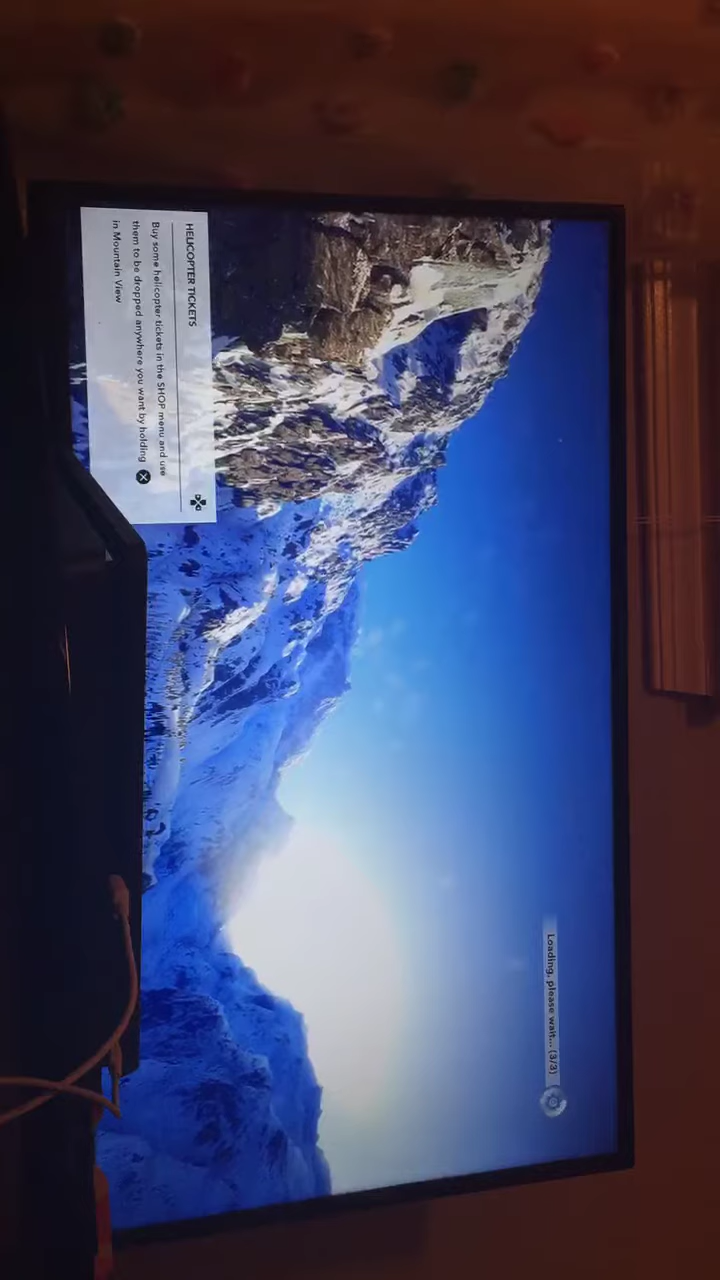 Loading, please wait... (3/3)
HELICOPTER TICKETS
Buy some helicopter tickets in the SHOP menu and use
them to be dropped anywhere you want by holding
in Mountain View